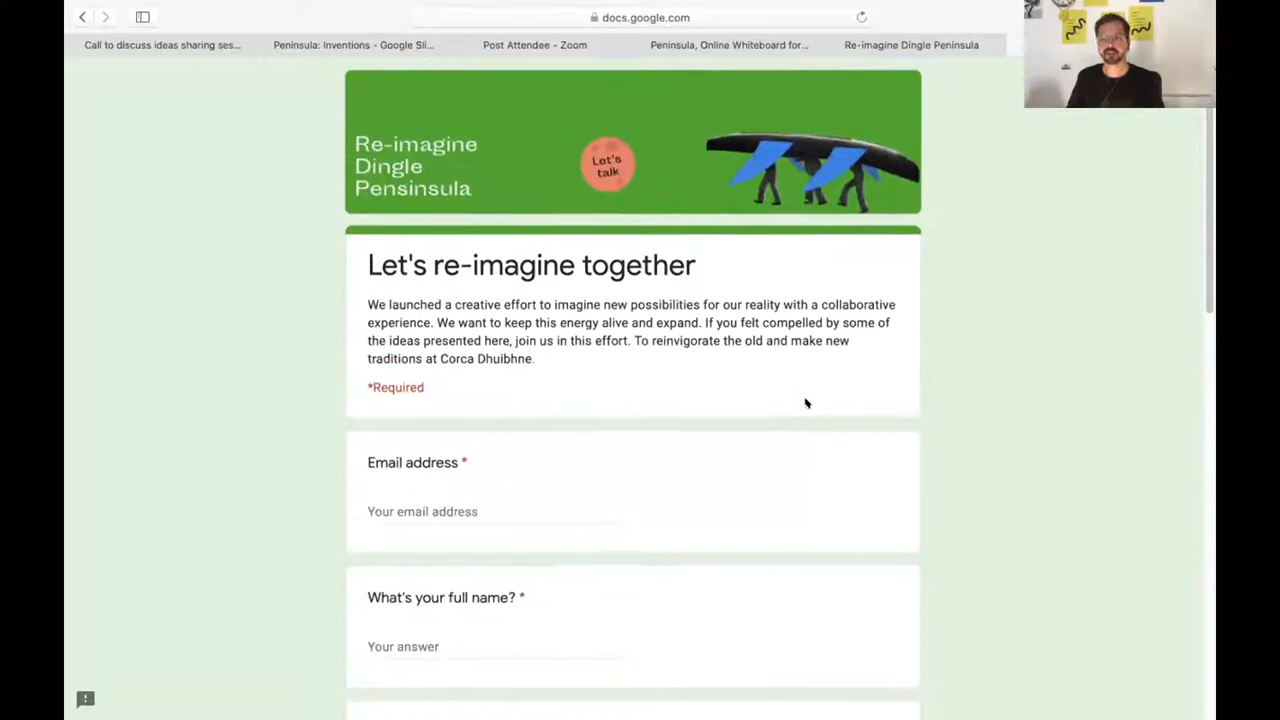 docs.google.com
Call to discuss ideas sharing ses...
Peninsula: Inventions - Google Sli...
Post Attendee - Zoom
Peninsula, Online Whiteboard for...
Re-imagine Dingle Peninsula
Re-imagine
Dingle
Pensinsula
Let's
talk
Let's re-imagine together
We launched a creative effort to imagine new possibilities for our reality with a collaborative
experience. We want to keep this energy alive and expand. If you felt compelled by some of
the ideas presented here, join us in this effort. To reinvigorate the old and make new
traditions at Corca Dhuibhne.
*Required
Email address *
Your email address
What's your full name? *
Your answer